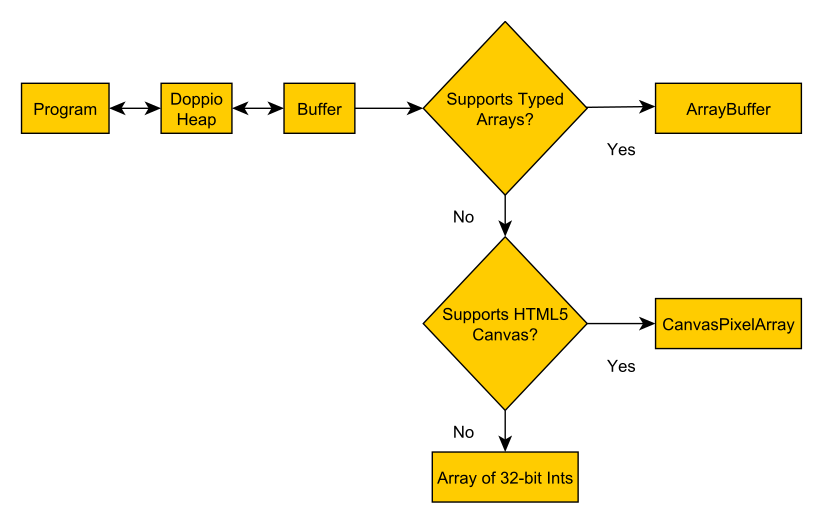 Program
Doppio
Heap
Buffer
Supports Typed
Arrays?
ArrayBuffer
Yes
No
Supports HTML5
Canvas?
CanvasPixelArray
Yes
No
Array of 32-bit Ints